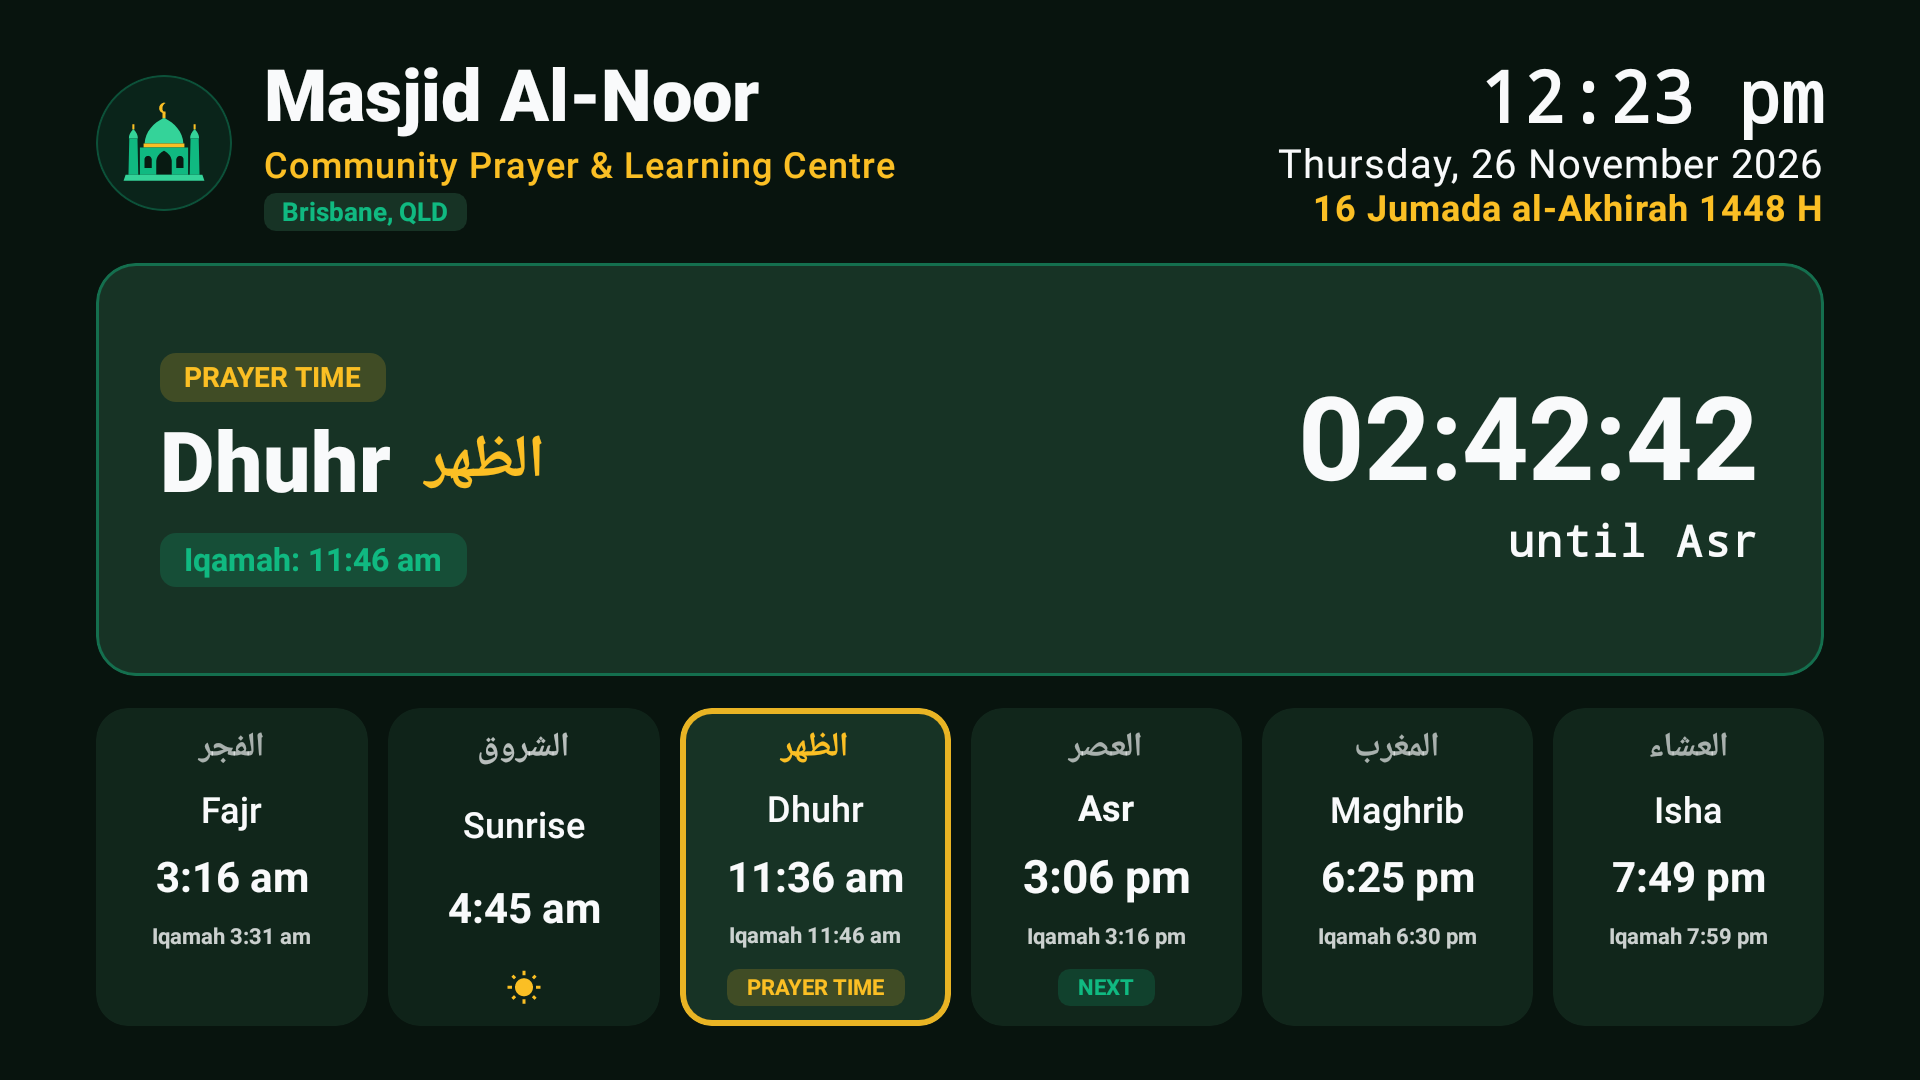 Masjid Al-Noor
Community Prayer & Learning Centre
Brisbane, QLD
12:23 pm
Thursday, 26 November 2026
16 Jumada al-Akhirah 1448 H
PRAYER TIME
Dhuhr الظهر
Iqamah: 11:46 am
02:42:42
until Asr
الفجر
Fajr
3:16 am
Iqamah 3:31 am
الشروق
Sunrise
4:45 am
الظهر
Dhuhr
11:36 am
Iqamah 11:46 am
PRAYER TIME
العصر
Asr
3:06 pm
Iqamah 3:16 pm
NEXT
المغرب
Maghrib
6:25 pm
Iqamah 6:30 pm
العشاء
Isha
7:49 pm
Iqamah 7:59 pm